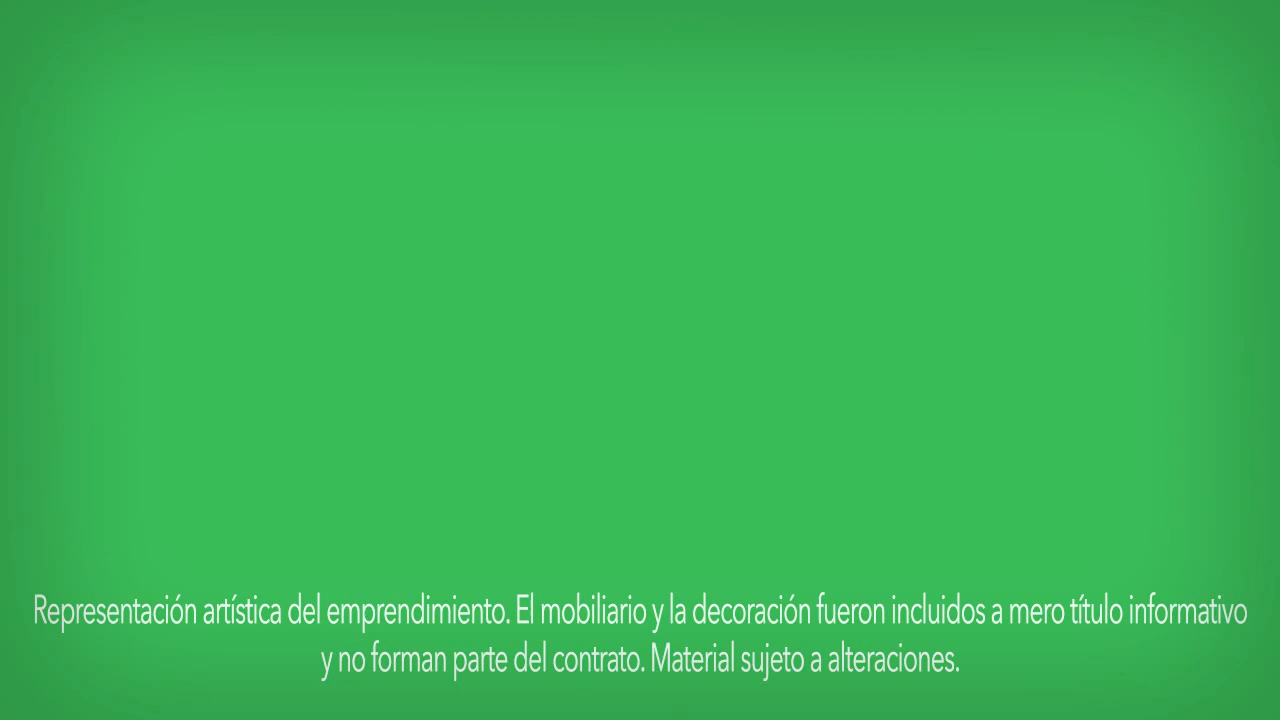 Representación artística del emprendimiento. El mobiliario y la decoración fueron incluidos a mero título informativo
y no forman parte del contrato. Material sujeto a alteraciones.